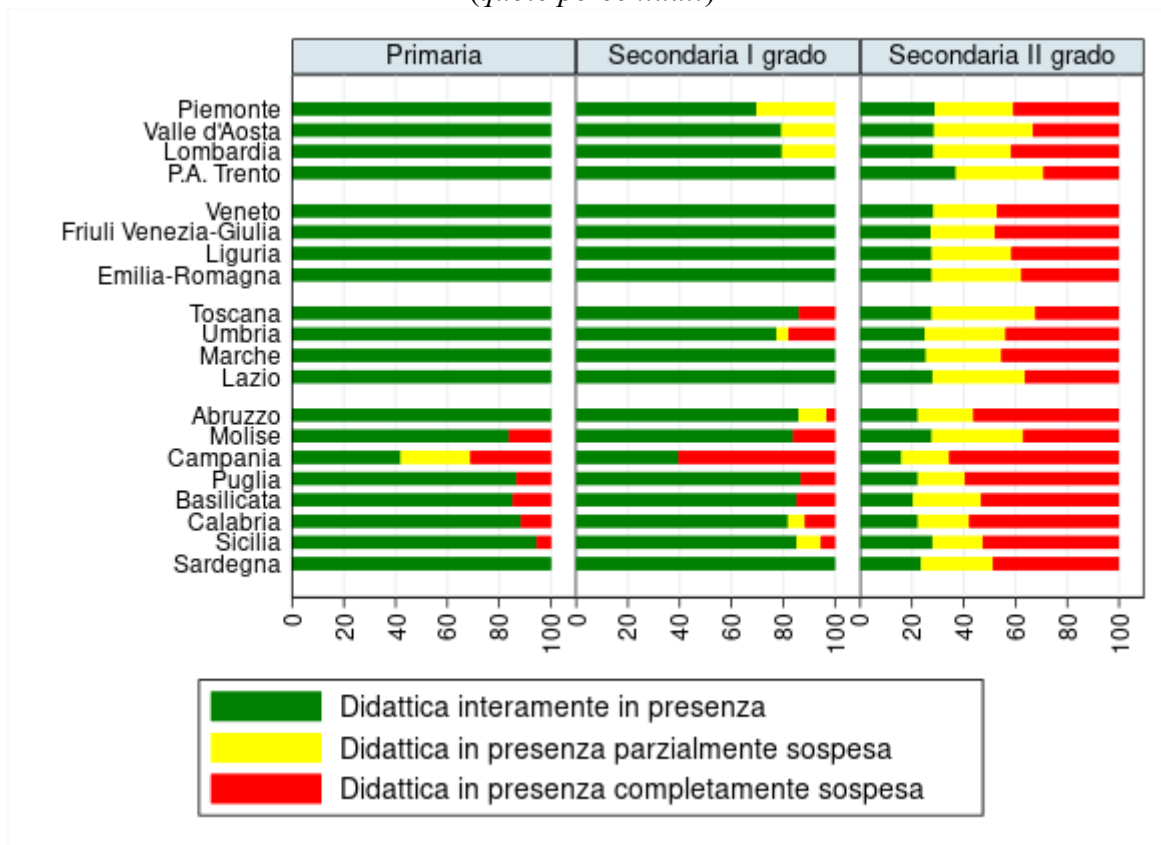 Primaria Secondaria I grado Secondaria II grado
Piemonte
Valle d'Aosta
Lombardia
P.A. Trento
Veneto
Friuli Venezia-Giulia
Liguria
Emilia-Romagna
Toscana
Umbria
Marche
Lazio
Abruzzo
Molise
Campania
Puglia
Basilicata
Calabria
Sicilia
Sardegna
0 20 40 60 80 100 0 20 40 60 80 100 0 20 40 60 80 100
Didattica interamente in presenza
Didattica in presenza parzialmente sospesa
Didattica in presenza completamente sospesa